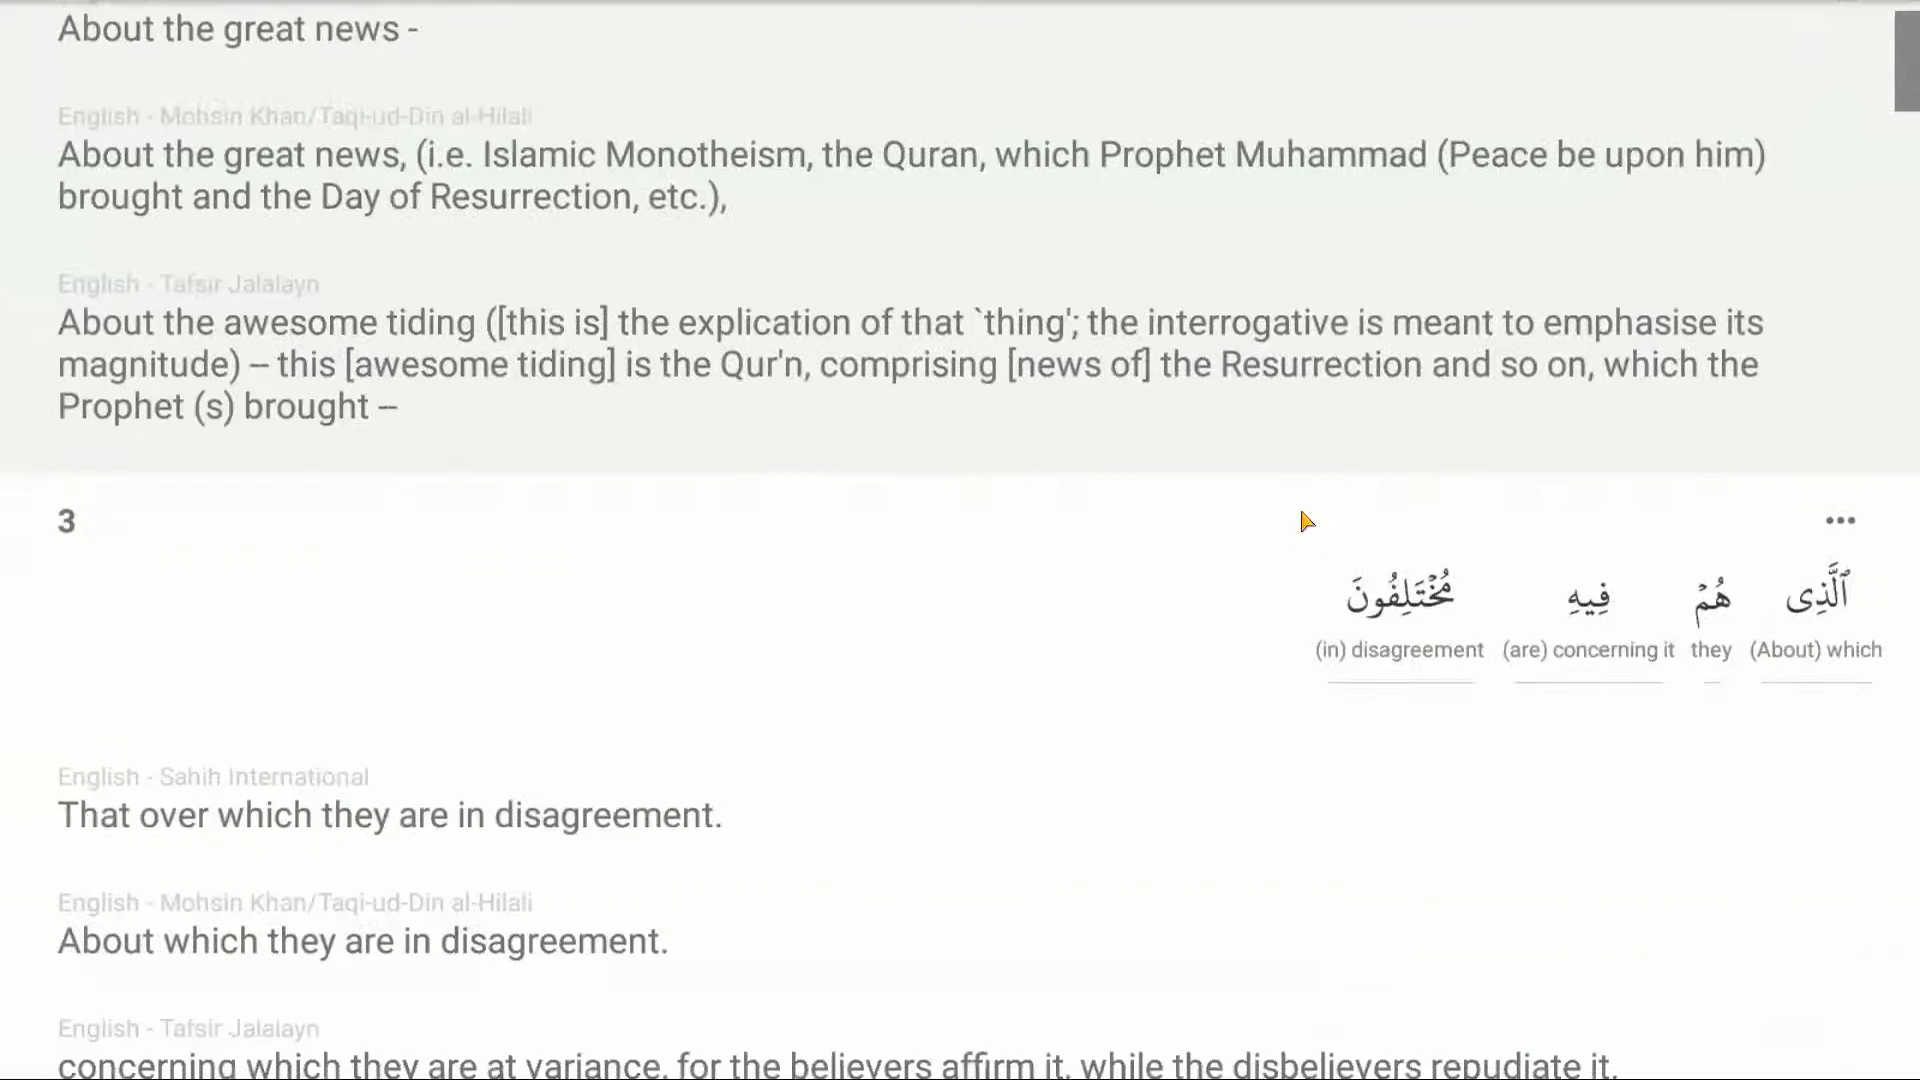 About the great news -
English - Mohsin Khan/Taqi-ud-Din al-Hilali
About the great news, (i.e. Islamic Monotheism, the Quran, which Prophet Muhammad (Peace be upon him)
brought and the Day of Resurrection, etc.),
English - Tafsir Jalalayn
About the awesome tiding ([this is] the explication of that `thing'; the interrogative is meant to emphasise its
magnitude) – this [awesome tiding] is the Qur'n, comprising [news of] the Resurrection and so on, which the
Prophet (s) brought –
3
ٱلَّذِى هُمْ فِيهِ مُخْتَلِفُونَ
(in) disagreement (are) concerning it they (About) which
English - Sahih International
That over which they are in disagreement.
English - Mohsin Khan/Taqi-ud-Din al-Hilali
About which they are in disagreement.
English - Tafsir Jalalayn
concerning which they are at variance, for the believers affirm it, while the disbelievers repudiate it.